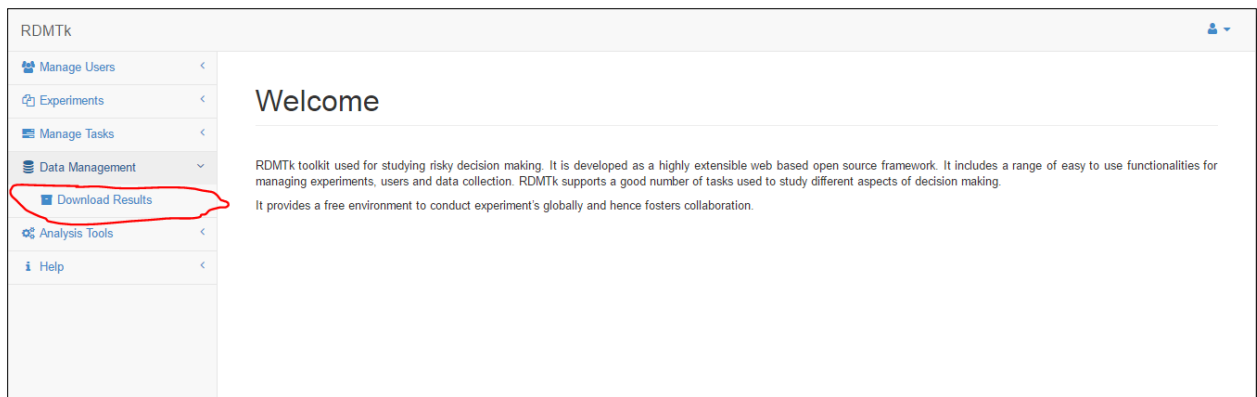 RDMTk
Manage Users
Experiments
Manage Tasks
Data Management
Download Results
Analysis Tools
Help
Welcome
RDMTk toolkit used for studying risky decision making. It is developed as a highly extensible web based open source framework. It includes a range of easy to use functionalities for
managing experiments, users and data collection. RDMTk supports a good number of tasks used to study different aspects of decision making.
It provides a free environment to conduct experiment's globally and hence fosters collaboration.